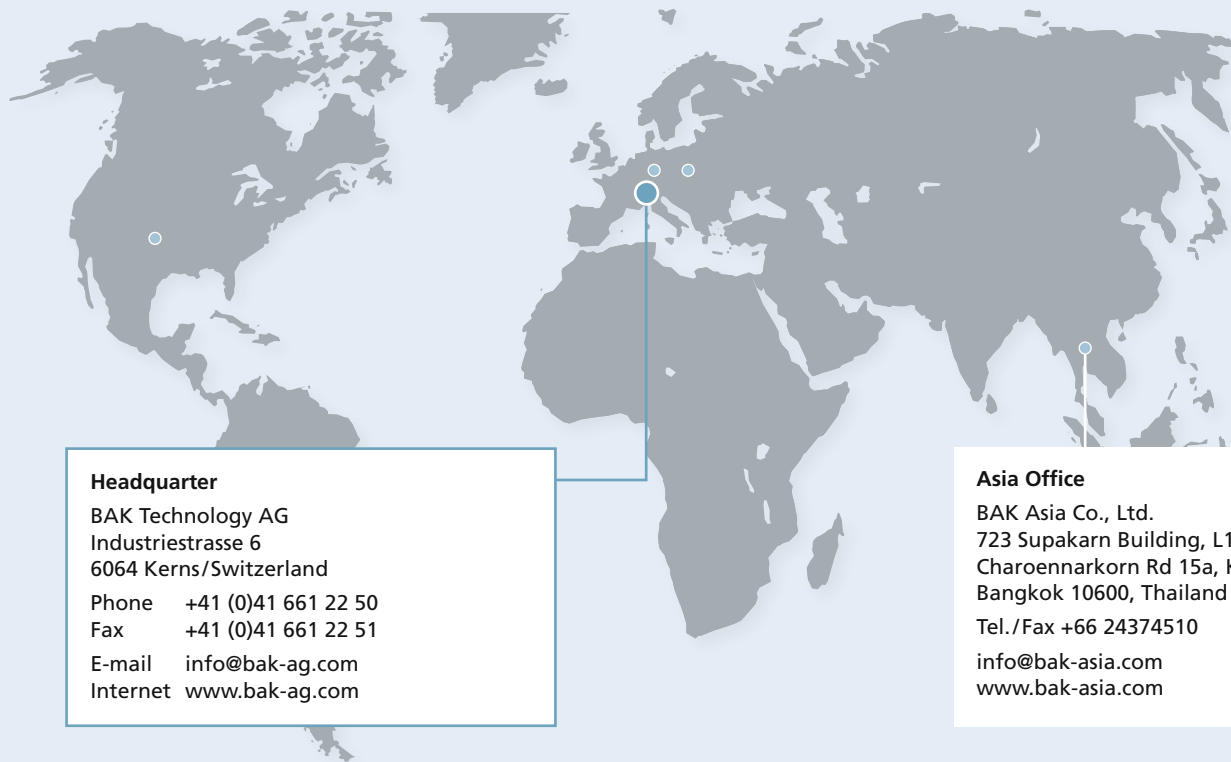 Headquarter
BAK Technology AG
Industriestrasse 6
6064 Kerns/Switzerland
Phone +41 (0)41 661 22 50
Fax +41 (0)41 661 22 51
E-mail info@bak-ag.com
Internet www.bak-ag.com
Asia Office
BAK Asia Co., Ltd.
723 Supakarn Building,
Charoennarkorn Rd 15a,
Bangkok 10600, Thailand
Tel./Fax +66 24374510
info@bak-asia.com
www.bak-asia.com